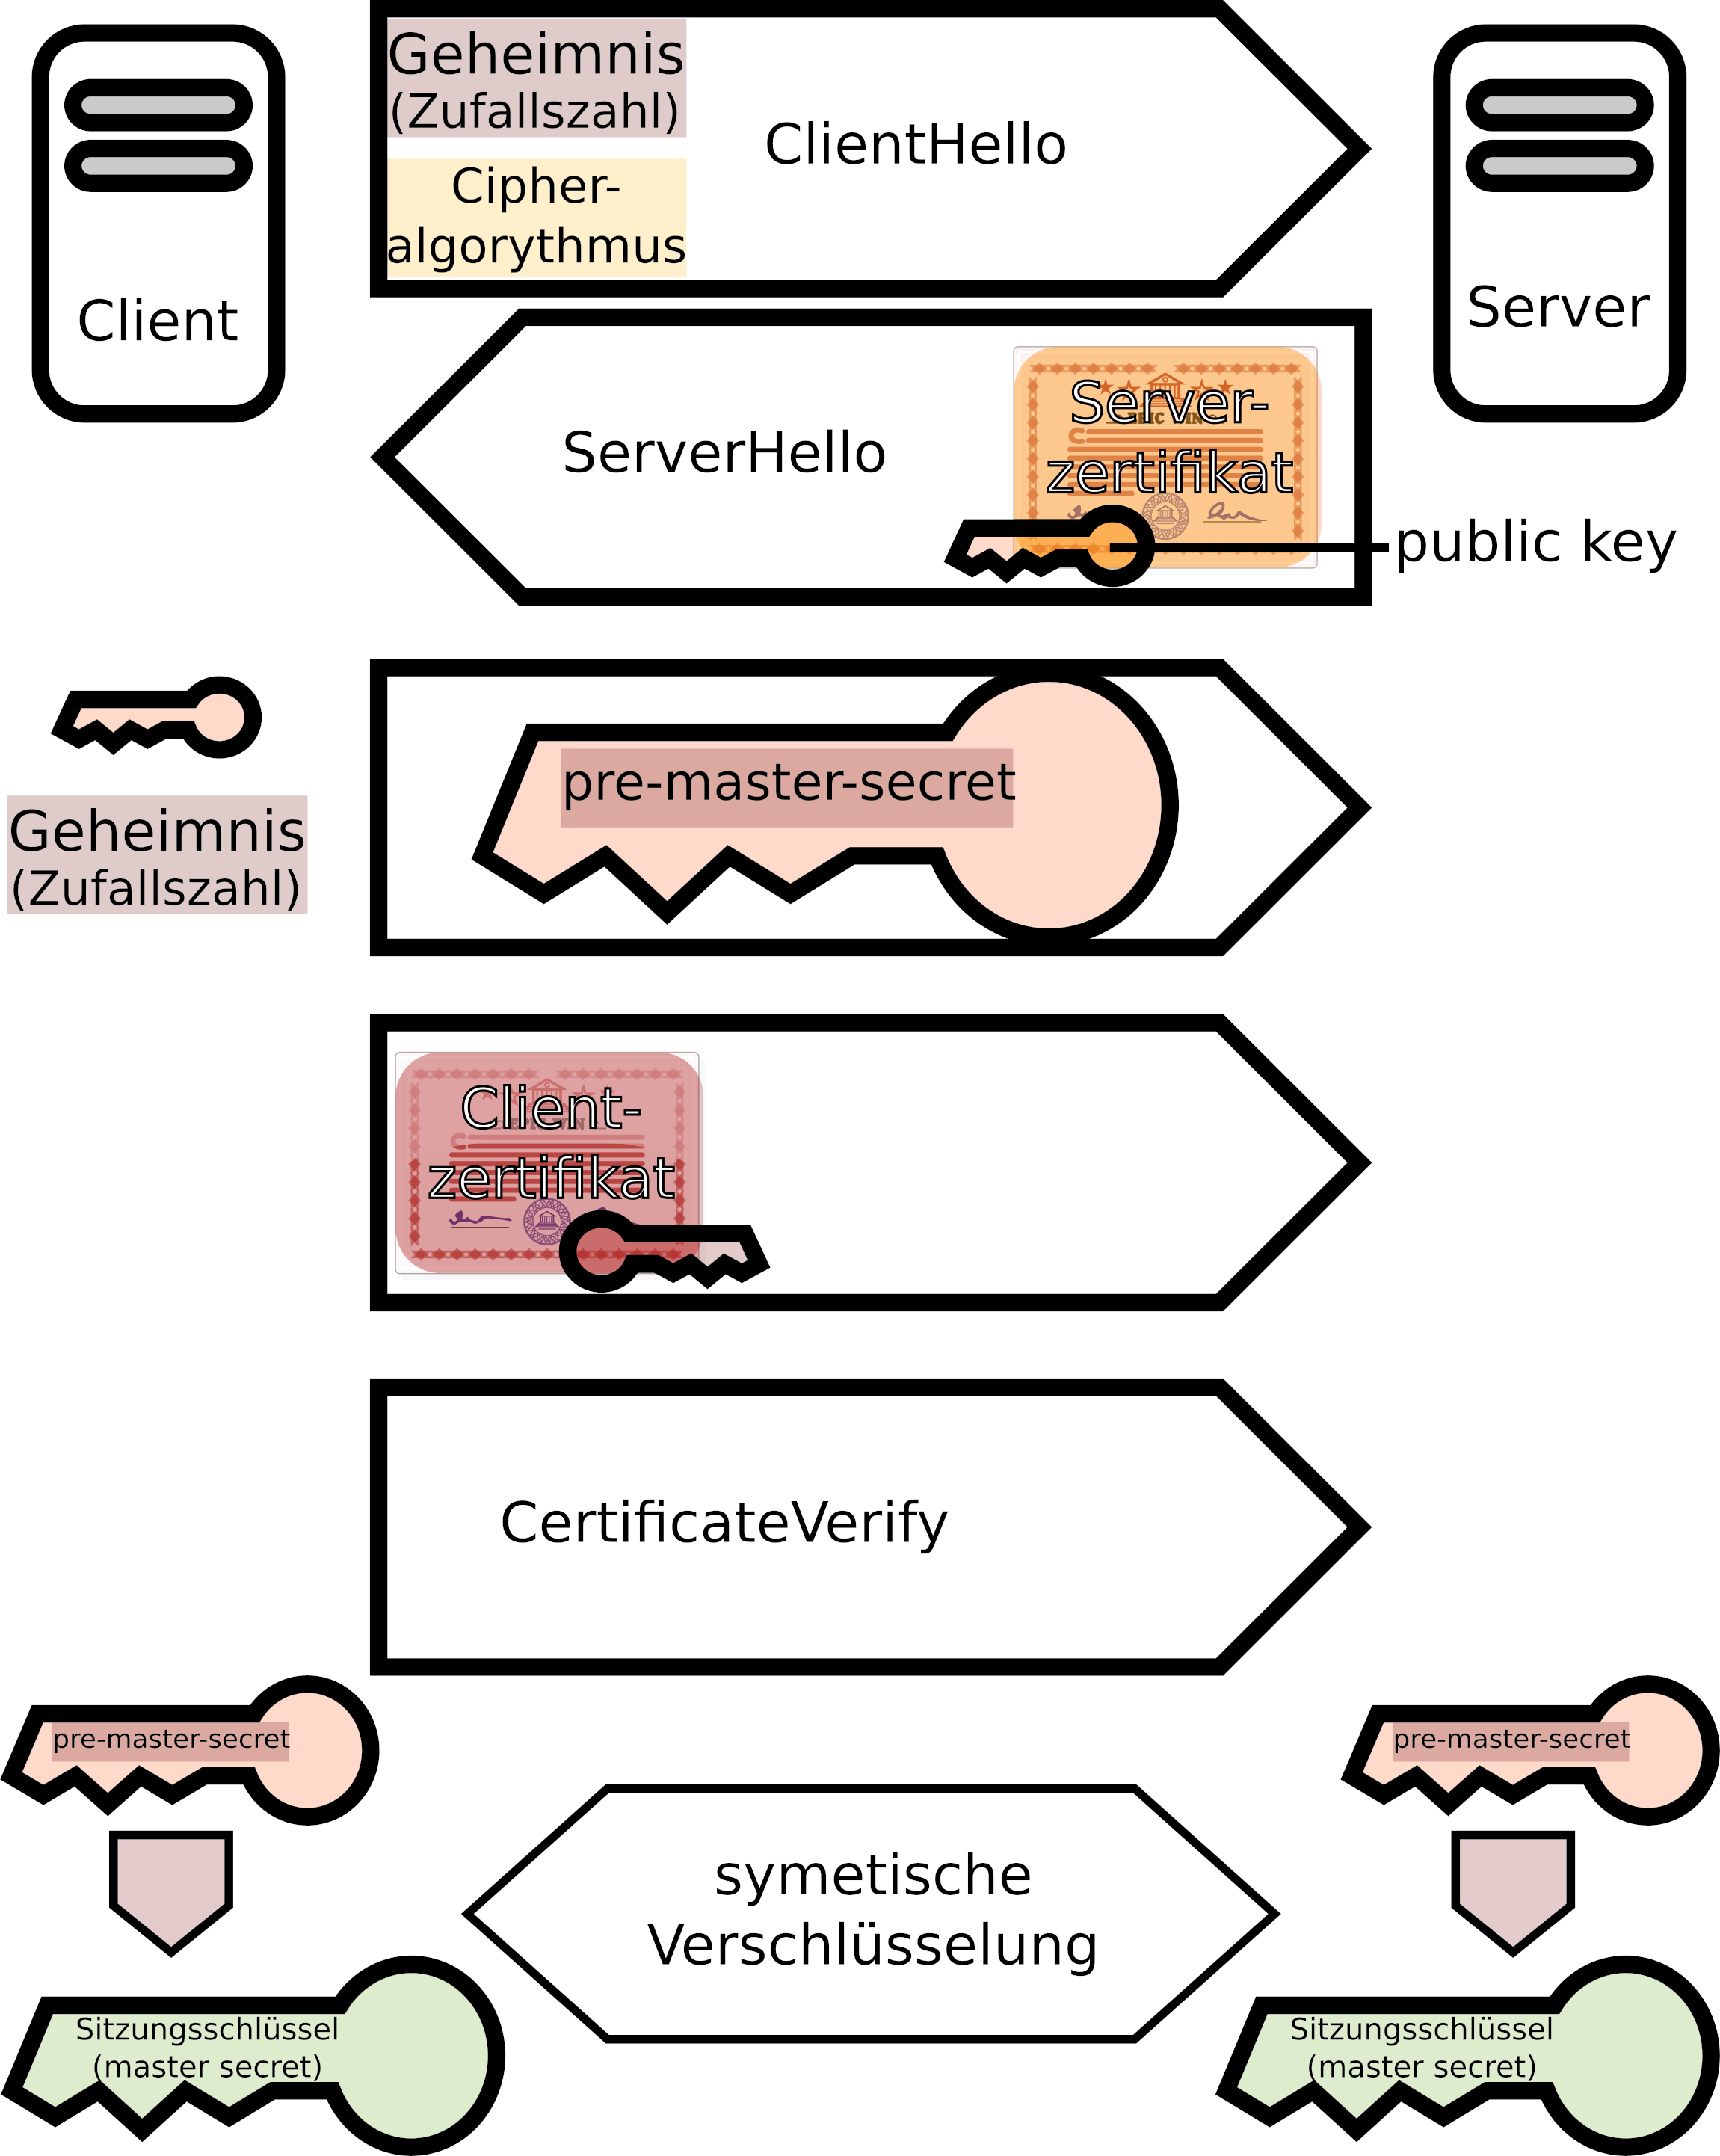 Geheimnis
(Zufallszahl)
Cipher-
algorythmus
ClientHello
Client
Server
ServerHello
Server-
zertifikat
public key
pre-master-secret
Geheimnis
(Zufallszahl)
Client-
zertifikat
CertificateVerify
pre-master-secret
pre-master-secret
symetische
Verschlüsselung
Sitzungsschlüssel
(master secret)
Sitzungsschlüssel
(master secret)